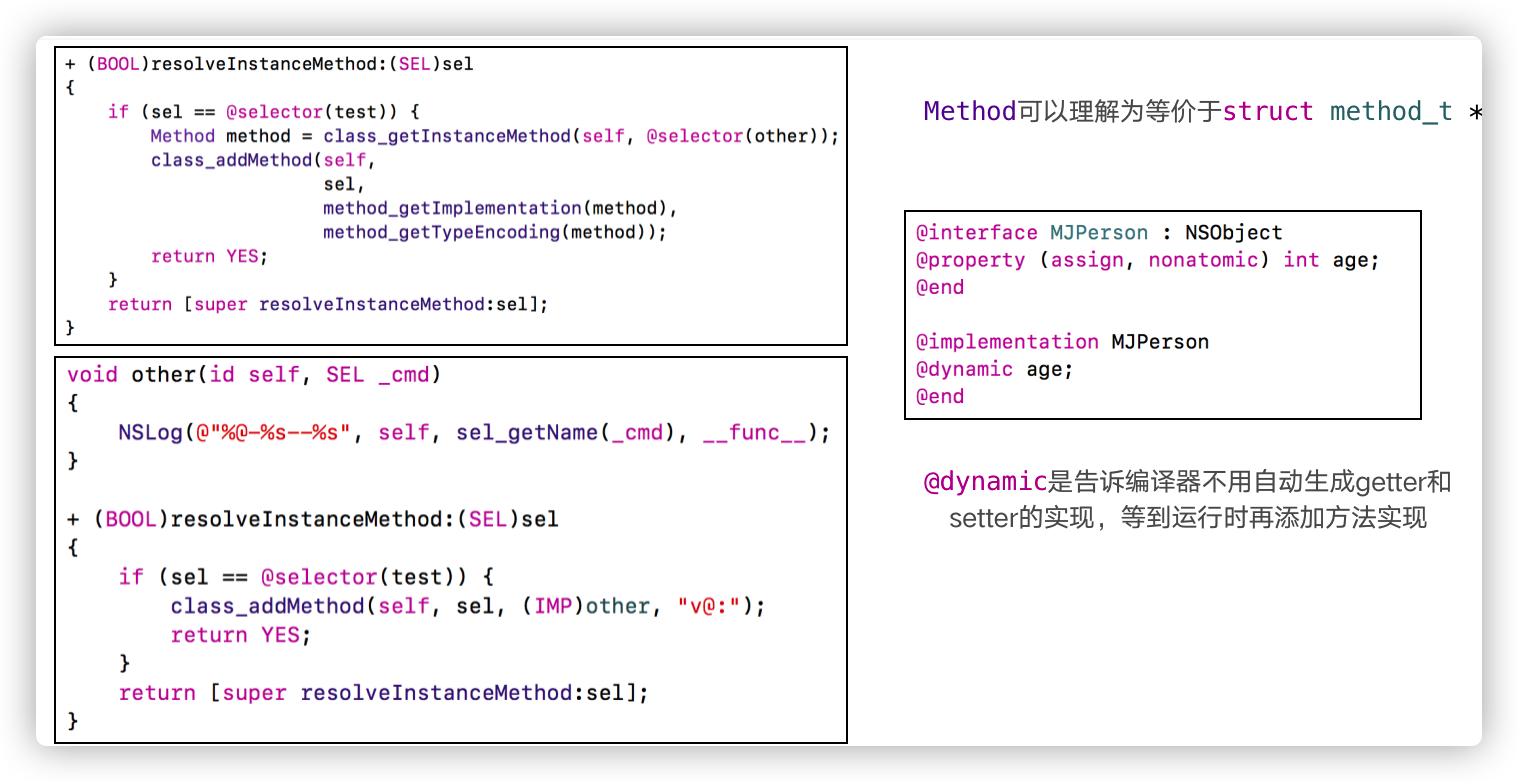 + (BOOL)resolveInstanceMethod:(SEL)sel
{
    if (sel == @selector(test)) {
        Method method = class_getInstanceMethod(self, @selector(other));
        class_addMethod(self,
                        sel,
                        method_getImplementation(method),
                        method_getTypeEncoding(method));
        return YES;
    }
    return [super resolveInstanceMethod:sel];
}
void other(id self, SEL _cmd)
{
    NSLog(@"%@-%s--%s", self, sel_getName(_cmd), __func__);
}
+ (BOOL)resolveInstanceMethod:(SEL)sel
{
    if (sel == @selector(test)) {
        class_addMethod(self, sel, (IMP)other, "v@:");
        return YES;
    }
    return [super resolveInstanceMethod:sel];
}
Method可以理解为等价于struct method_t *
@interface MJPerson : NSObject
@property (assign, nonatomic) int age;
@end
@implementation MJPerson
@dynamic age;
@end
@dynamic是告诉编译器不用自动生成getter和
setter的实现，等到运行时再添加方法实现